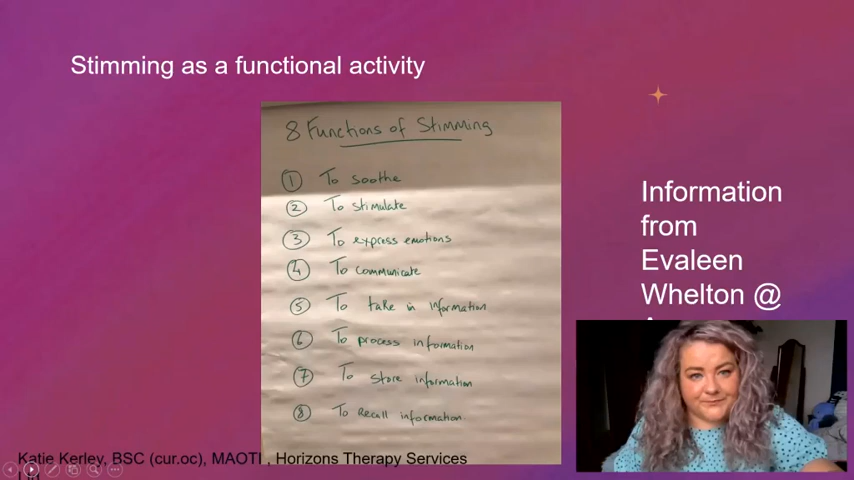 Stimming as a functional activity
8 Functions of Stimming
① To soothe
② To stimulate
③ To express emotions
④ To communicate
⑤ To take in information
⑥ To process information
⑦ To store information
⑧ To Recall information
Information
from
Evaleen
Whelton @
Katie Kerley, BSC (cur.oc), MAOTI , Horizons Therapy Services